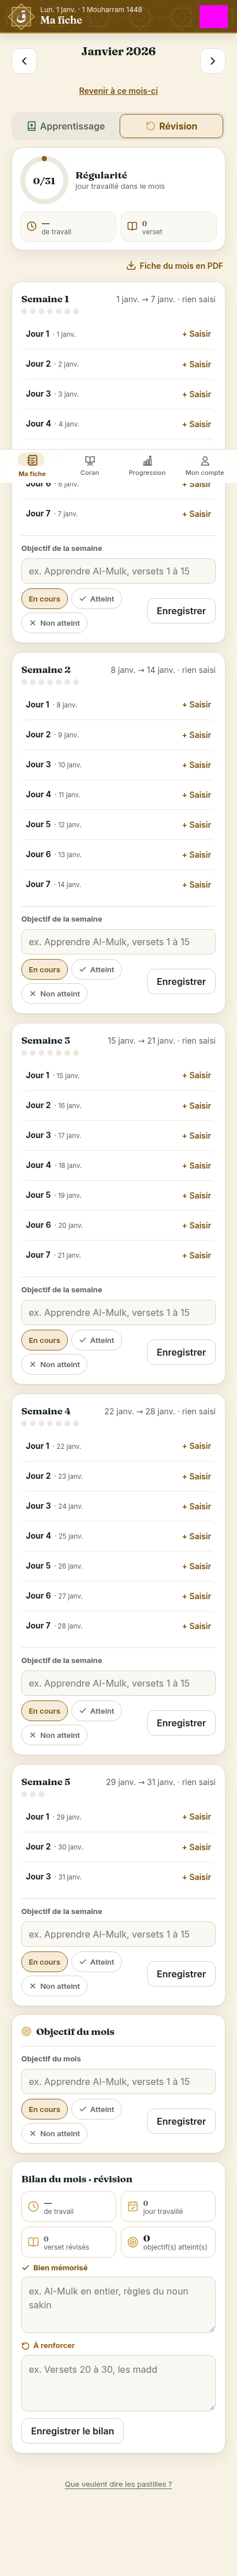 Lun. 1 janv. · 1 Mouharram 1448
Ma fiche
Janvier 2026
Revenir à ce mois-ci
Apprentissage
Révision
0/31
Régularité
jour travaillé dans le mois
—
de travail
0
verset
Fiche du mois en PDF
Semaine 1
1 janv. → 7 janv. · rien saisi
Jour 1 · 1 janv.
+ Saisir
Jour 2 · 2 janv.
+ Saisir
Jour 3 · 3 janv.
+ Saisir
Jour 4 · 4 janv.
+ Saisir
Ma fiche
Coran
Progression
Mon compte
Jour 6 · 6 janv.
+ Saisir
Jour 7 · 7 janv.
+ Saisir
Objectif de la semaine
ex. Apprendre Al-Mulk, versets 1 à 15
En cours
Atteint
Non atteint
Enregistrer
Semaine 2
8 janv. → 14 janv. · rien saisi
Jour 1 · 8 janv.
+ Saisir
Jour 2 · 9 janv.
+ Saisir
Jour 3 · 10 janv.
+ Saisir
Jour 4 · 11 janv.
+ Saisir
Jour 5 · 12 janv.
+ Saisir
Jour 6 · 13 janv.
+ Saisir
Jour 7 · 14 janv.
+ Saisir
Objectif de la semaine
ex. Apprendre Al-Mulk, versets 1 à 15
En cours
Atteint
Non atteint
Enregistrer
Semaine 3
15 janv. → 21 janv. · rien saisi
Jour 1 · 15 janv.
+ Saisir
Jour 2 · 16 janv.
+ Saisir
Jour 3 · 17 janv.
+ Saisir
Jour 4 · 18 janv.
+ Saisir
Jour 5 · 19 janv.
+ Saisir
Jour 6 · 20 janv.
+ Saisir
Jour 7 · 21 janv.
+ Saisir
Objectif de la semaine
ex. Apprendre Al-Mulk, versets 1 à 15
En cours
Atteint
Non atteint
Enregistrer
Semaine 4
22 janv. → 28 janv. · rien saisi
Jour 1 · 22 janv.
+ Saisir
Jour 2 · 23 janv.
+ Saisir
Jour 3 · 24 janv.
+ Saisir
Jour 4 · 25 janv.
+ Saisir
Jour 5 · 26 janv.
+ Saisir
Jour 6 · 27 janv.
+ Saisir
Jour 7 · 28 janv.
+ Saisir
Objectif de la semaine
ex. Apprendre Al-Mulk, versets 1 à 15
En cours
Atteint
Non atteint
Enregistrer
Semaine 5
29 janv. → 31 janv. · rien saisi
Jour 1 · 29 janv.
+ Saisir
Jour 2 · 30 janv.
+ Saisir
Jour 3 · 31 janv.
+ Saisir
Objectif de la semaine
ex. Apprendre Al-Mulk, versets 1 à 15
En cours
Atteint
Non atteint
Enregistrer
Objectif du mois
Objectif du mois
ex. Apprendre Al-Mulk, versets 1 à 15
En cours
Atteint
Non atteint
Enregistrer
Bilan du mois · révision
—
de travail
0
jour travaillé
0
verset révisés
0
objectif(s) atteint(s)
Bien mémorisé
ex. Al-Mulk en entier, règles du noun
sakin
À renforcer
ex. Versets 20 à 30, les madd
Enregistrer le bilan
Que veulent dire les pastilles ?